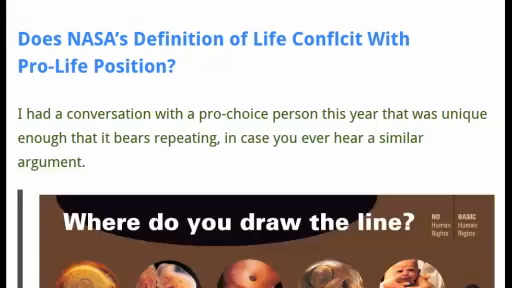 Does NASA's Definition of Life Conflcit With
Pro-Life Position?
I had a conversation with a pro-choice person this year that was unique
enough that it bears repeating, in case you ever hear a similar
argument.
Where do you draw the line?
NO
Human
Rights
BASIC
Human
Rights